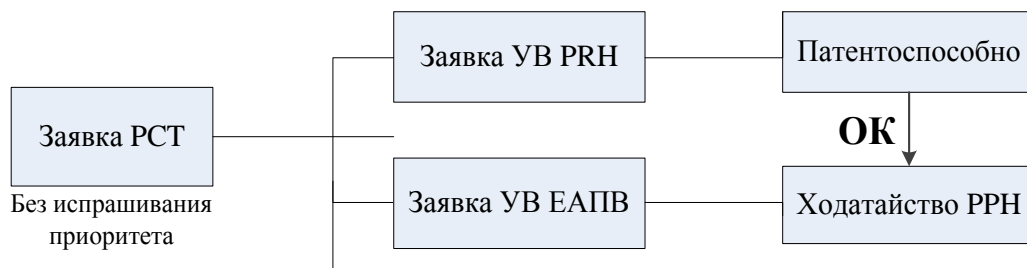 Заявка УВ PRH
Патентоспособно
Заявка PCT
ОК
Без испрашивания
приоритета
Заявка УВ ЕАПВ
Ходатайство PPH